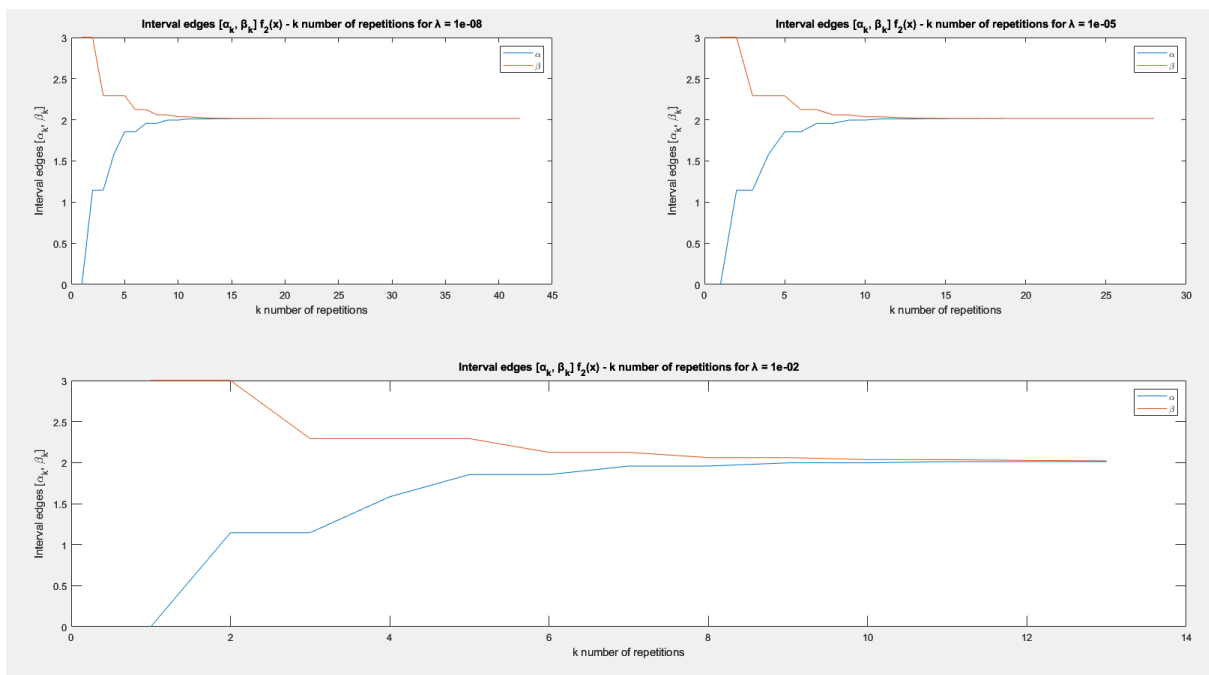 Interval edges [αk, βk] f2(x) - k number of repetitions for λ = 1e-08
Interval edges [αk, βk]
3
2.5
2
1.5
1
0.5
0
0 5 10 15 20 25 30 35 40 45
k number of repetitions
α
β
Interval edges [αk, βk] f2(x) - k number of repetitions for λ = 1e-05
Interval edges [αk, βk]
3
2.5
2
1.5
1
0.5
0
0 5 10 15 20 25 30
k number of repetitions
α
β
Interval edges [αk, βk] f2(x) - k number of repetitions for λ = 1e-02
Interval edges [αk, βk]
3
2.5
2
1.5
1
0.5
0
0 2 4 6 8 10 12 14
k number of repetitions
α
β